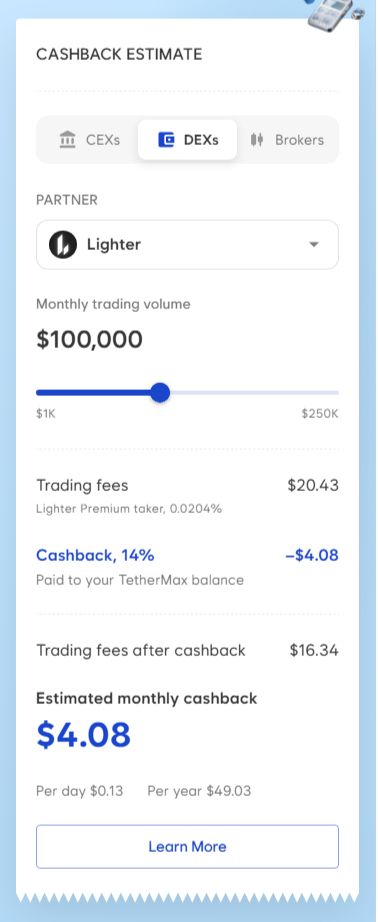 CASHBACK ESTIMATE
CEXs DEXs Brokers
PARTNER
Lighter
Monthly trading volume
$100,000
$1K $250K
Trading fees $20.43
Lighter Premium taker, 0.0204%
Cashback, 14% –$4.08
Paid to your TetherMax balance
Trading fees after cashback $16.34
Estimated monthly cashback
$4.08
Per day $0.13 Per year $49.03
Learn More